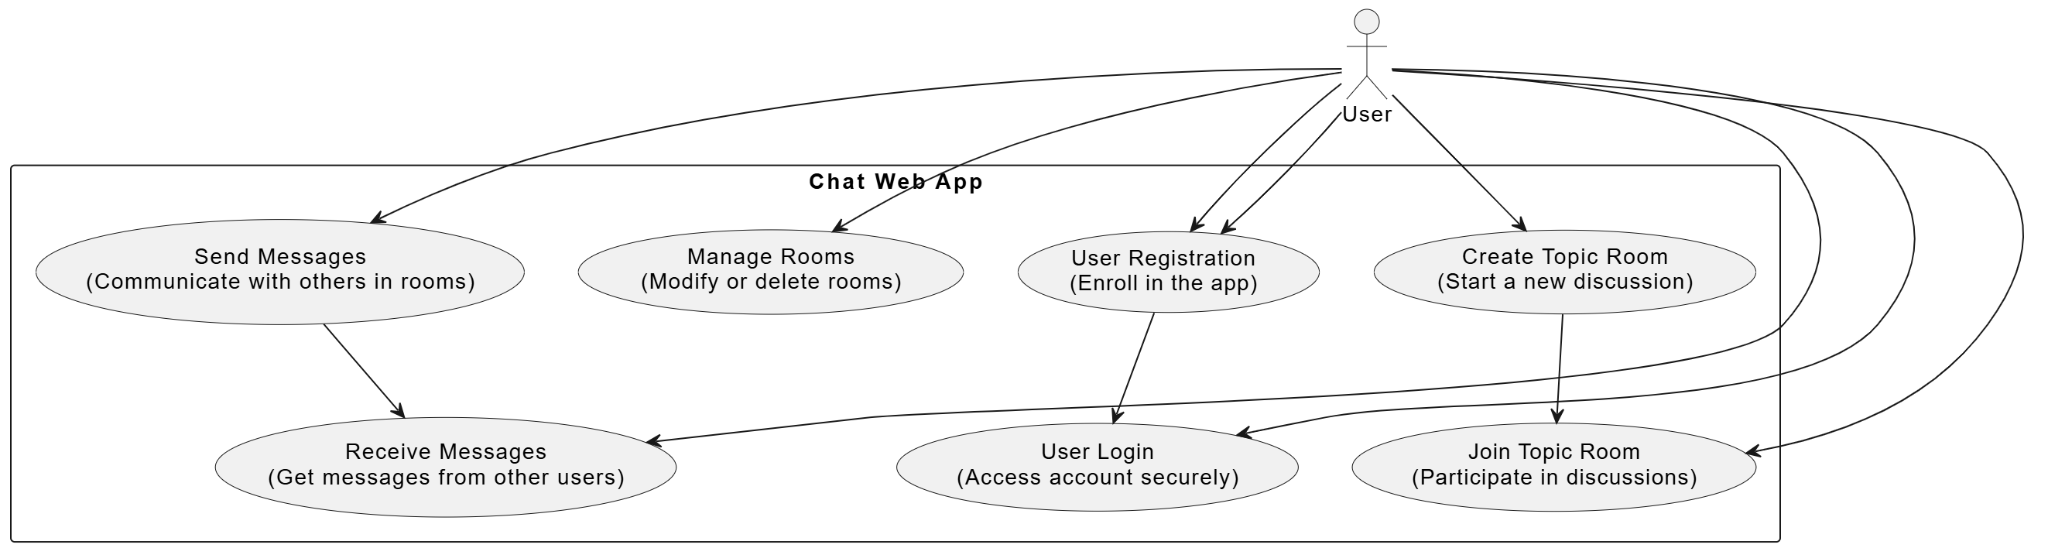 User
Chat Web App
Send Messages
(Communicate with others in rooms)
Manage Rooms
(Modify or delete rooms)
User Registration
(Enroll in the app)
Create Topic Room
(Start a new discussion)
Receive Messages
(Get messages from other users)
User Login
(Access account securely)
Join Topic Room
(Participate in discussions)